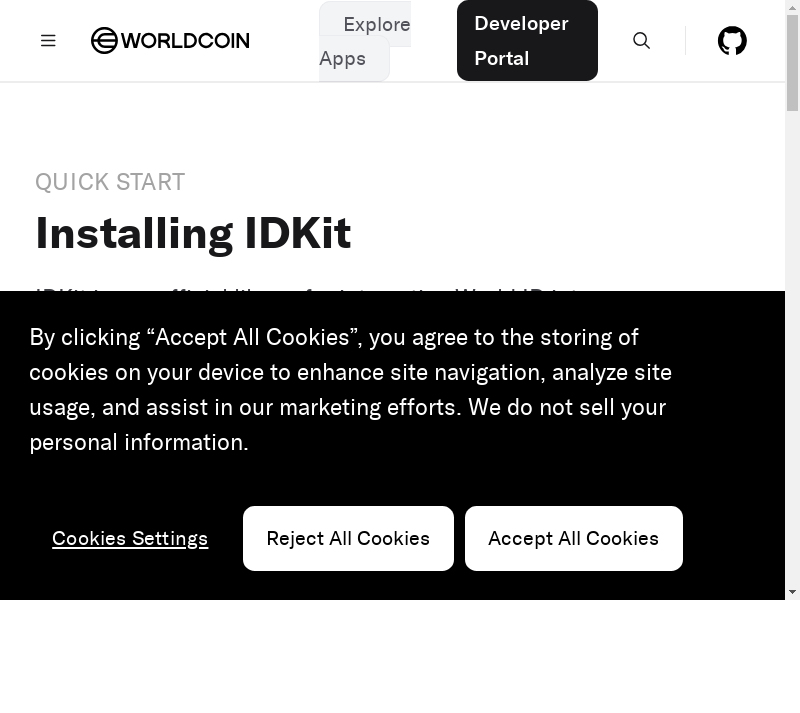 WORLDCOIN
Explore
Apps
Developer
Portal
QUICK START
Installing IDKit
By clicking “Accept All Cookies”, you agree to the storing of
cookies on your device to enhance site navigation, analyze site
usage, and assist in our marketing efforts. We do not sell your
personal information.
Cookies Settings
Reject All Cookies
Accept All Cookies